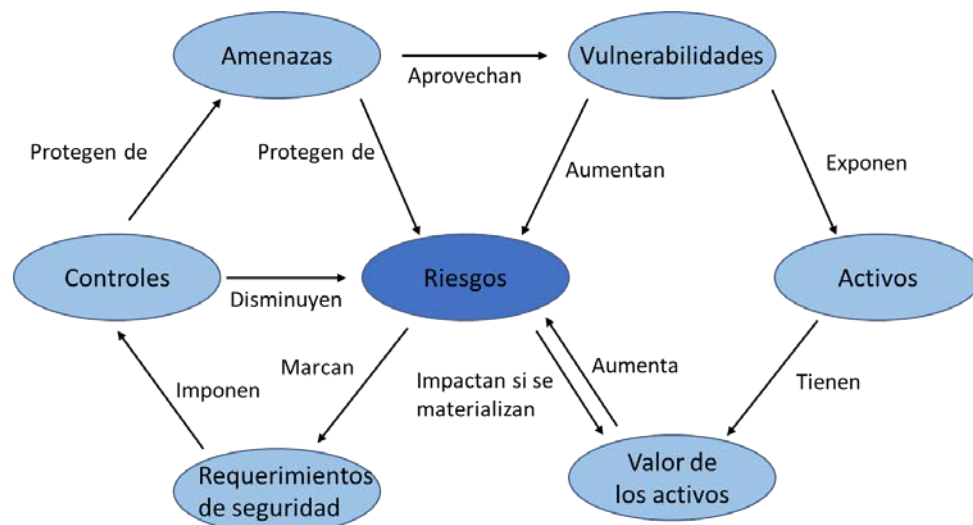 Amenazas
Aprovechan
Vulnerabilidades
Protegen de
Protegen de
Aumentan
Exponen
Controles
Disminuyen
Riesgos
Activos
Imponen
Marcan
Impactan si se
materializan
Aumenta
Tienen
Requerimientos
de seguridad
Valor de
los activos